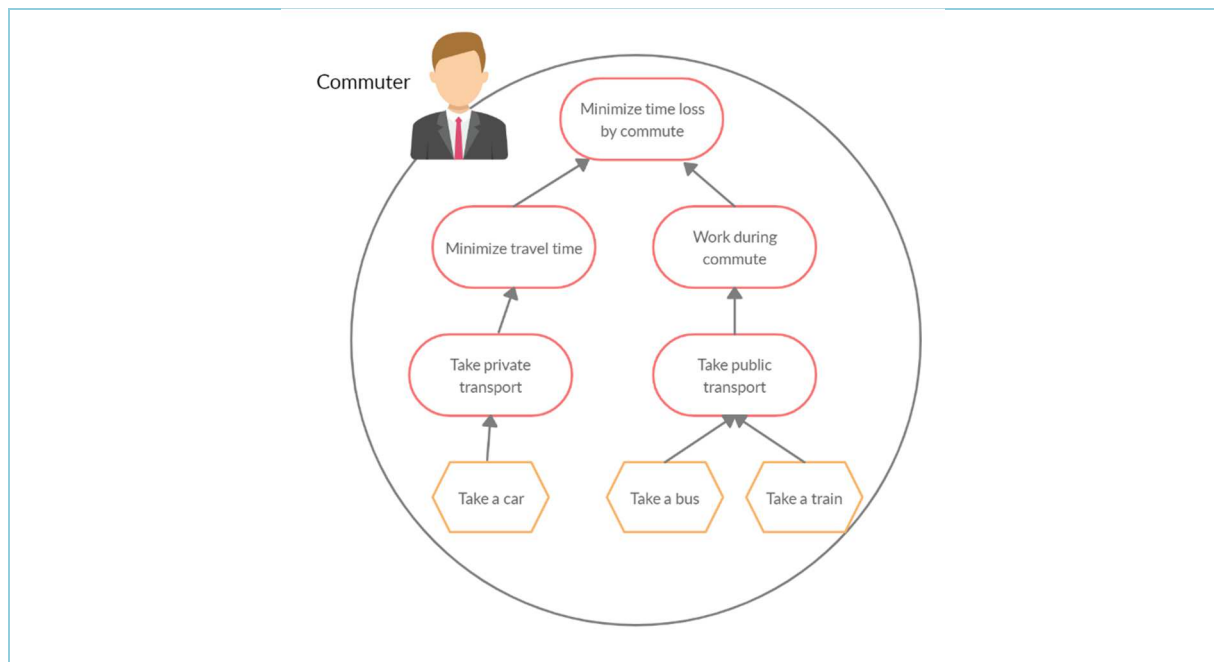 Commuter
Minimize time loss
by commute
Minimize travel time
Work during
commute
Take private
transport
Take public
transport
Take a car
Take a bus
Take a train